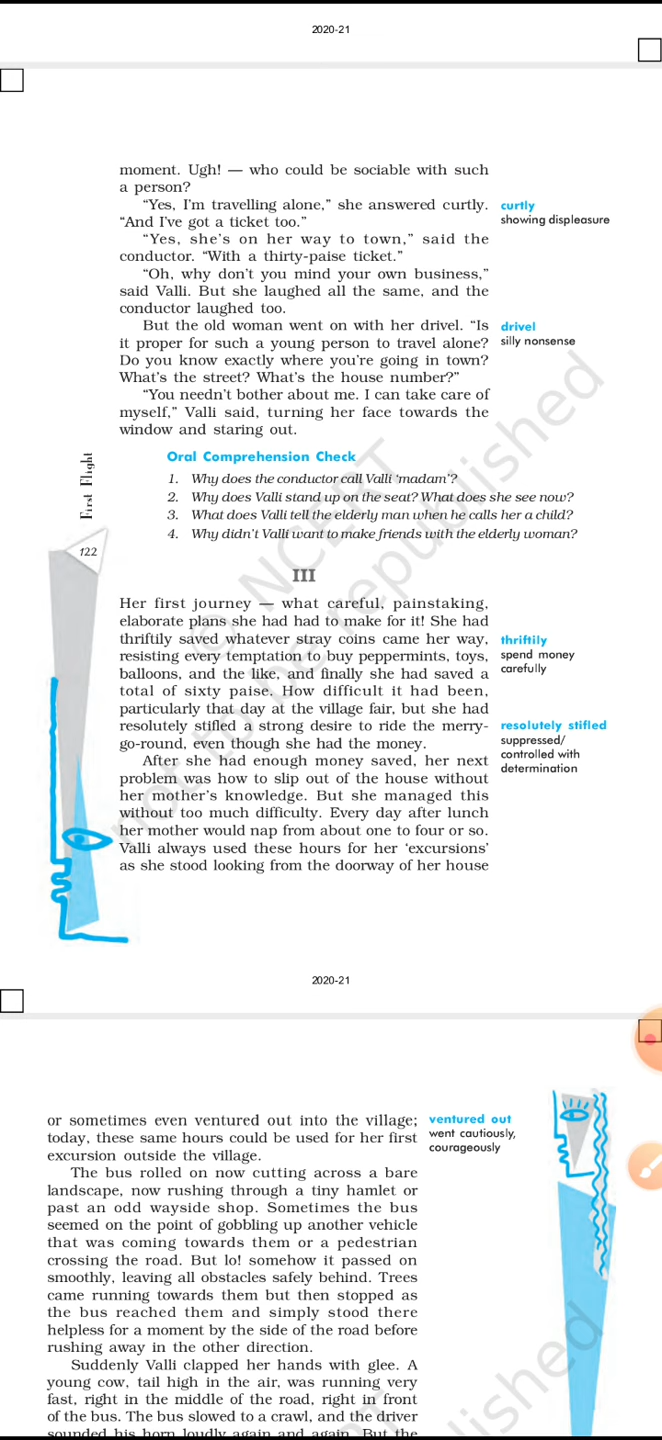 2020-21
moment. Ugh! — who could be sociable with such
a person?
“Yes, I'm travelling alone,” she answered curtly.
“And I've got a ticket too.”
“Yes, she's on her way to town,” said the
conductor. “With a thirty-paise ticket.”
“Oh, why don't you mind your own business,”
said Valli. But she laughed all the same, and the
conductor laughed too.
But the old woman went on with her drivel. “Is
it proper for such a young person to travel alone?
Do you know exactly where you're going in town?
What's the street? What's the house number?”
“You needn't bother about me. I can take care of
myself,” Valli said, turning her face towards the
window and staring out.
curtly
showing displeasure
drivel
silly nonsense
Oral Comprehension Check
1. Why does the conductor call Valli ‘madam’?
2. Why does Valli stand up on the seat? What does she see now?
3. What does Valli tell the elderly man when he calls her a child?
4. Why didn't Valli want to make friends with the elderly woman?
First Flight
122
III
Her first journey — what careful, painstaking,
elaborate plans she had had to make for it! She had
thriftily saved whatever stray coins came her way,
resisting every temptation to buy peppermints, toys,
balloons, and the like, and finally she had saved a
total of sixty paise. How difficult it had been,
particularly that day at the village fair, but she had
resolutely stifled a strong desire to ride the merry-
go-round, even though she had the money.
After she had enough money saved, her next
problem was how to slip out of the house without
her mother's knowledge. But she managed this
without too much difficulty. Every day after lunch
her mother would nap from about one to four or so.
Valli always used these hours for her ‘excursions’
as she stood looking from the doorway of her house
thriftily
spend money
carefully
resolutely stifled
suppressed/
controlled with
determination
© NCERT
not to be republished
2020-21
or sometimes even ventured out into the village;
today, these same hours could be used for her first
excursion outside the village.
The bus rolled on now cutting across a bare
landscape, now rushing through a tiny hamlet or
past an odd wayside shop. Sometimes the bus
seemed on the point of gobbling up another vehicle
that was coming towards them or a pedestrian
crossing the road. But lo! somehow it passed on
smoothly, leaving all obstacles safely behind. Trees
came running towards them but then stopped as
the bus reached them and simply stood there
helpless for a moment by the side of the road before
rushing away in the other direction.
Suddenly Valli clapped her hands with glee. A
young cow, tail high in the air, was running very
fast, right in the middle of the road, right in front
of the bus. The bus slowed to a crawl, and the driver
sounded his horn loudly again and again. But the
ventured out
went cautiously,
courageously